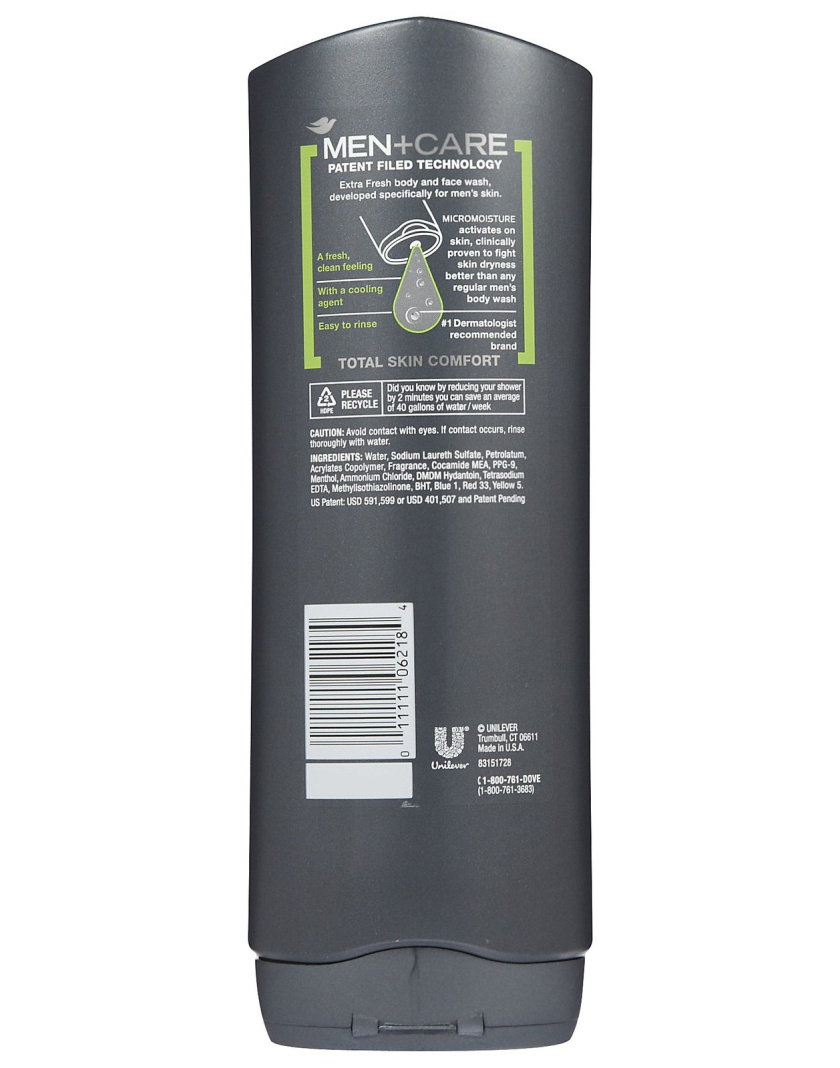 MEN+CARE
PATENT FILED TECHNOLOGY
Extra Fresh body and face wash,
developed specifically for men's skin.
A fresh,
clean feeling
With a cooling
agent
Easy to rinse
MICROMOISTURE
activates on
skin, clinically
proven to fight
skin dryness
better than any
regular men's
body wash
#1 Dermatologist
recommended
brand
TOTAL SKIN COMFORT
2
HDPE
PLEASE
RECYCLE
Did you know by reducing your shower
by 2 minutes you can save an average
of 40 gallons of water/week
CAUTION: Avoid contact with eyes. If contact occurs, rinse
thoroughly with water.
INGREDIENTS: Water, Sodium Laureth Sulfate, Petrolatum,
Acrylates Copolymer, Fragrance, Cocamide MEA, PPG-9,
Menthol, Ammonium Chloride, DMDM Hydantoin, Tetrasodium
EDTA, Methylisothiazolinone, BHT, Blue 1, Red 33, Yellow 5.
US Patent: USD 591,599 or USD 401,507 and Patent Pending
0 11111 06218 4
Unilever
© UNILEVER
Trumbull, CT 06611
Made in U.S.A.
83151728
1-800-761-DOVE
(1-800-761-3683)